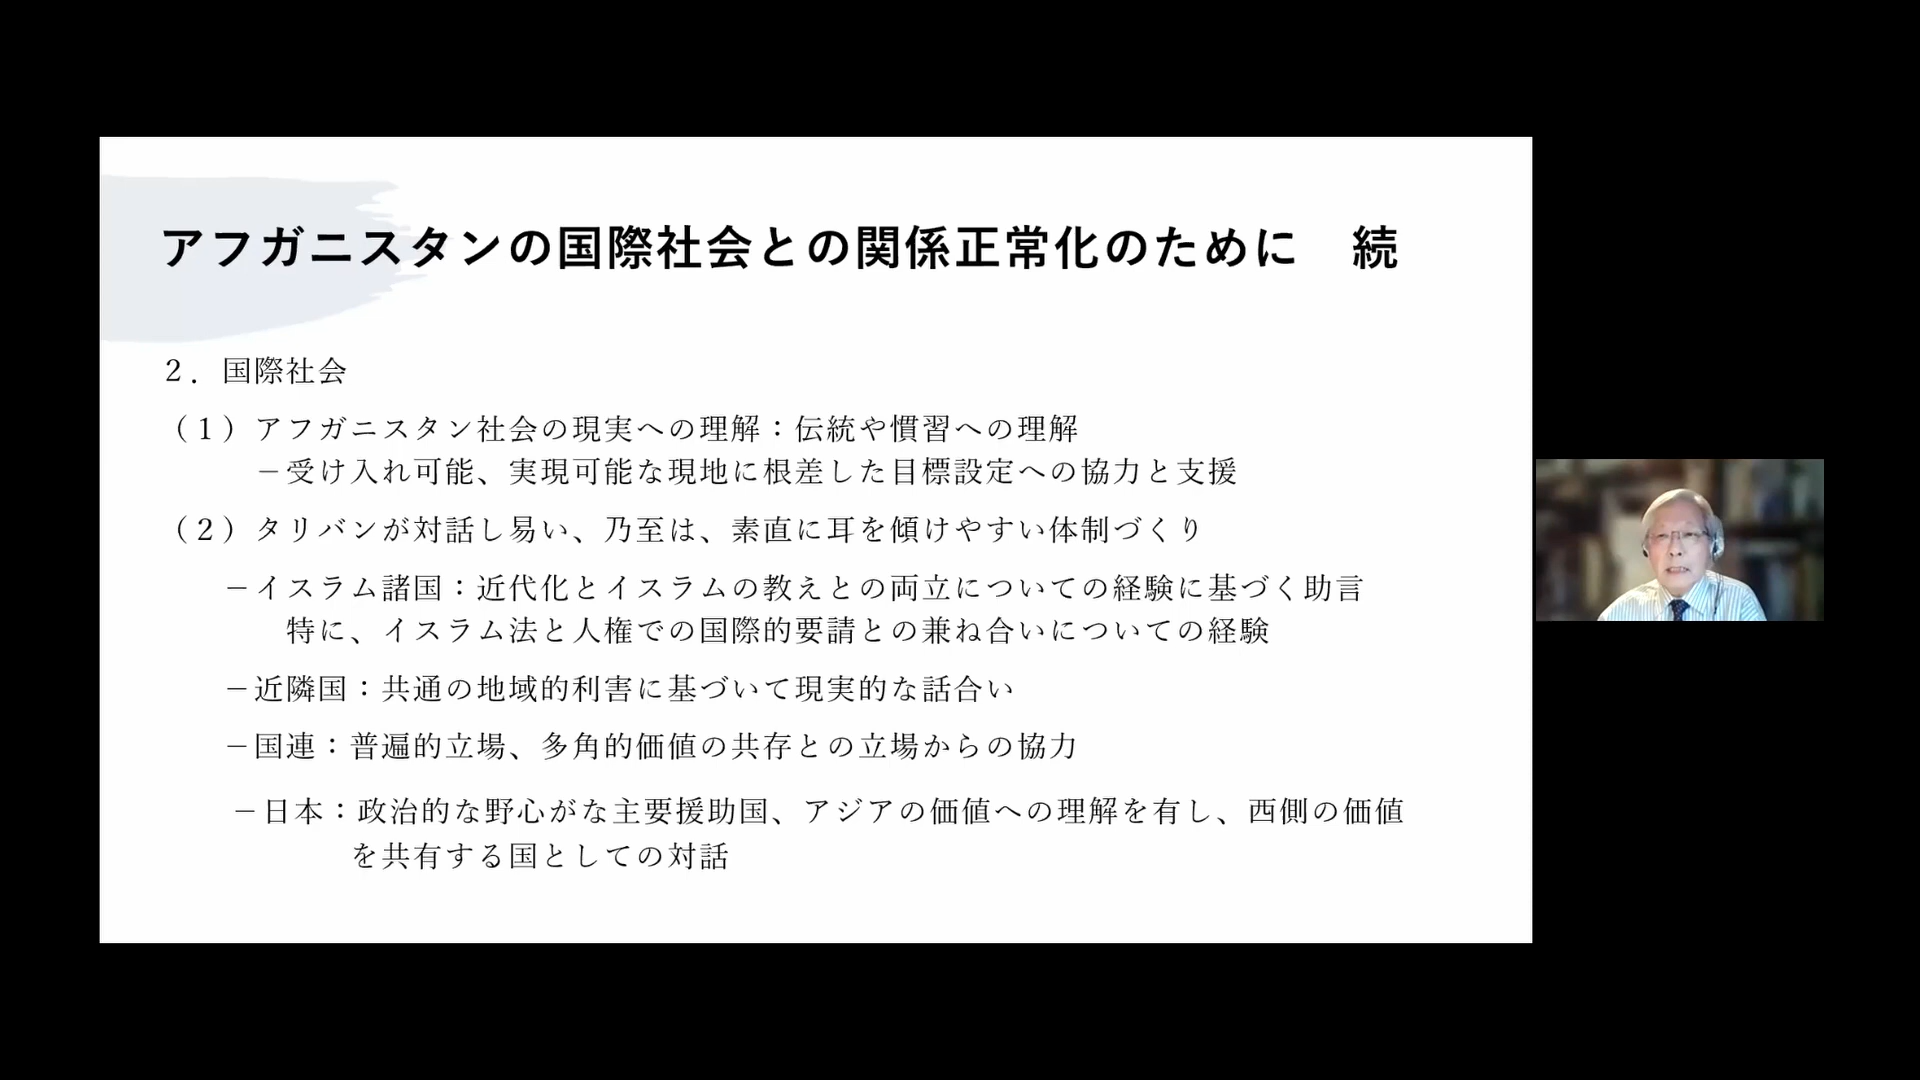 アフガニスタンの国際社会との関係正常化のために　続
２．国際社会
（１）アフガニスタン社会の現実への理解：伝統や慣習への理解
－受け入れ可能、実現可能な現地に根差した目標設定への協力と支援
（２）タリバンが対話し易い、乃至は、素直に耳を傾けやすい体制づくり
－イスラム諸国：近代化とイスラムの教えとの両立についての経験に基づく助言
特に、イスラム法と人権での国際的要請との兼ね合いについての経験
－近隣国：共通の地域的利害に基づいて現実的な話合い
－国連：普遍的立場、多角的価値の共存との立場からの協力
－日本：政治的な野心がな主要援助国、アジアの価値への理解を有し、西側の価値
を共有する国としての対話